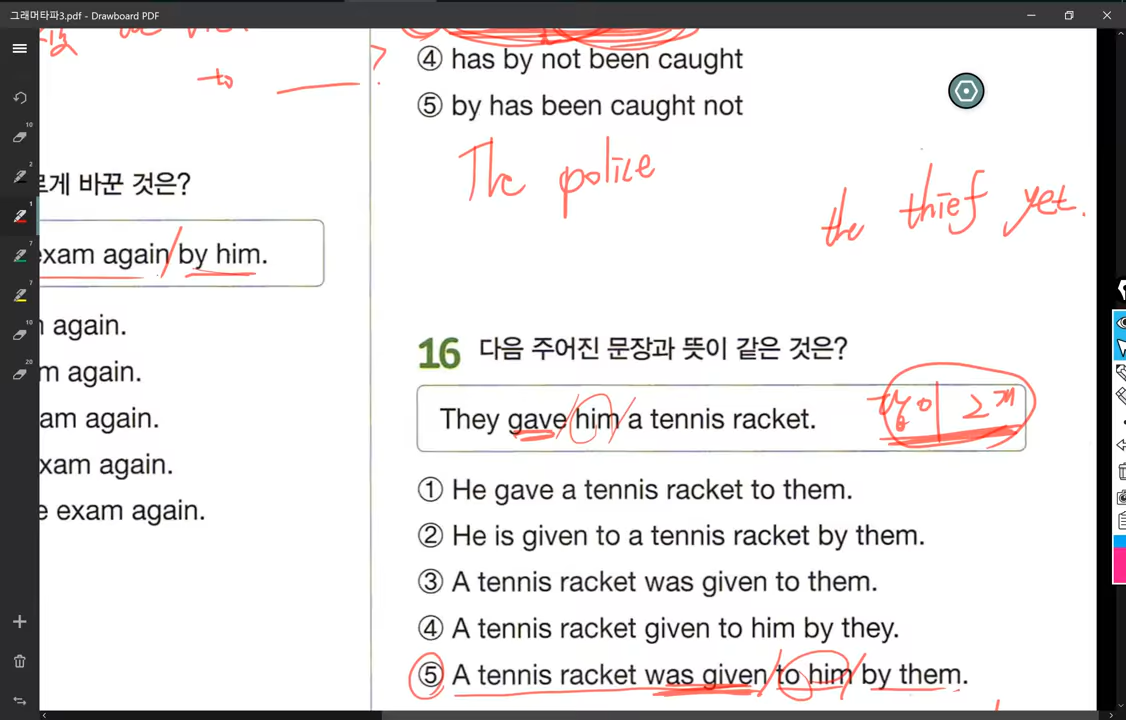 그래머타파3.pdf - Drawboard PDF
to ____?
④ has by not been caught
⑤ by has been caught not
The police
the thief yet.
르게 바꾼 것은?
exam again/by him.
again.
m again.
am again.
xam again.
e exam again.
16 다음 주어진 문장과 뜻이 같은 것은?
They gave/him/a tennis racket.
① He gave a tennis racket to them.
② He is given to a tennis racket by them.
③ A tennis racket was given to them.
④ A tennis racket given to him by they.
⑤ A tennis racket was given/to him/by them.